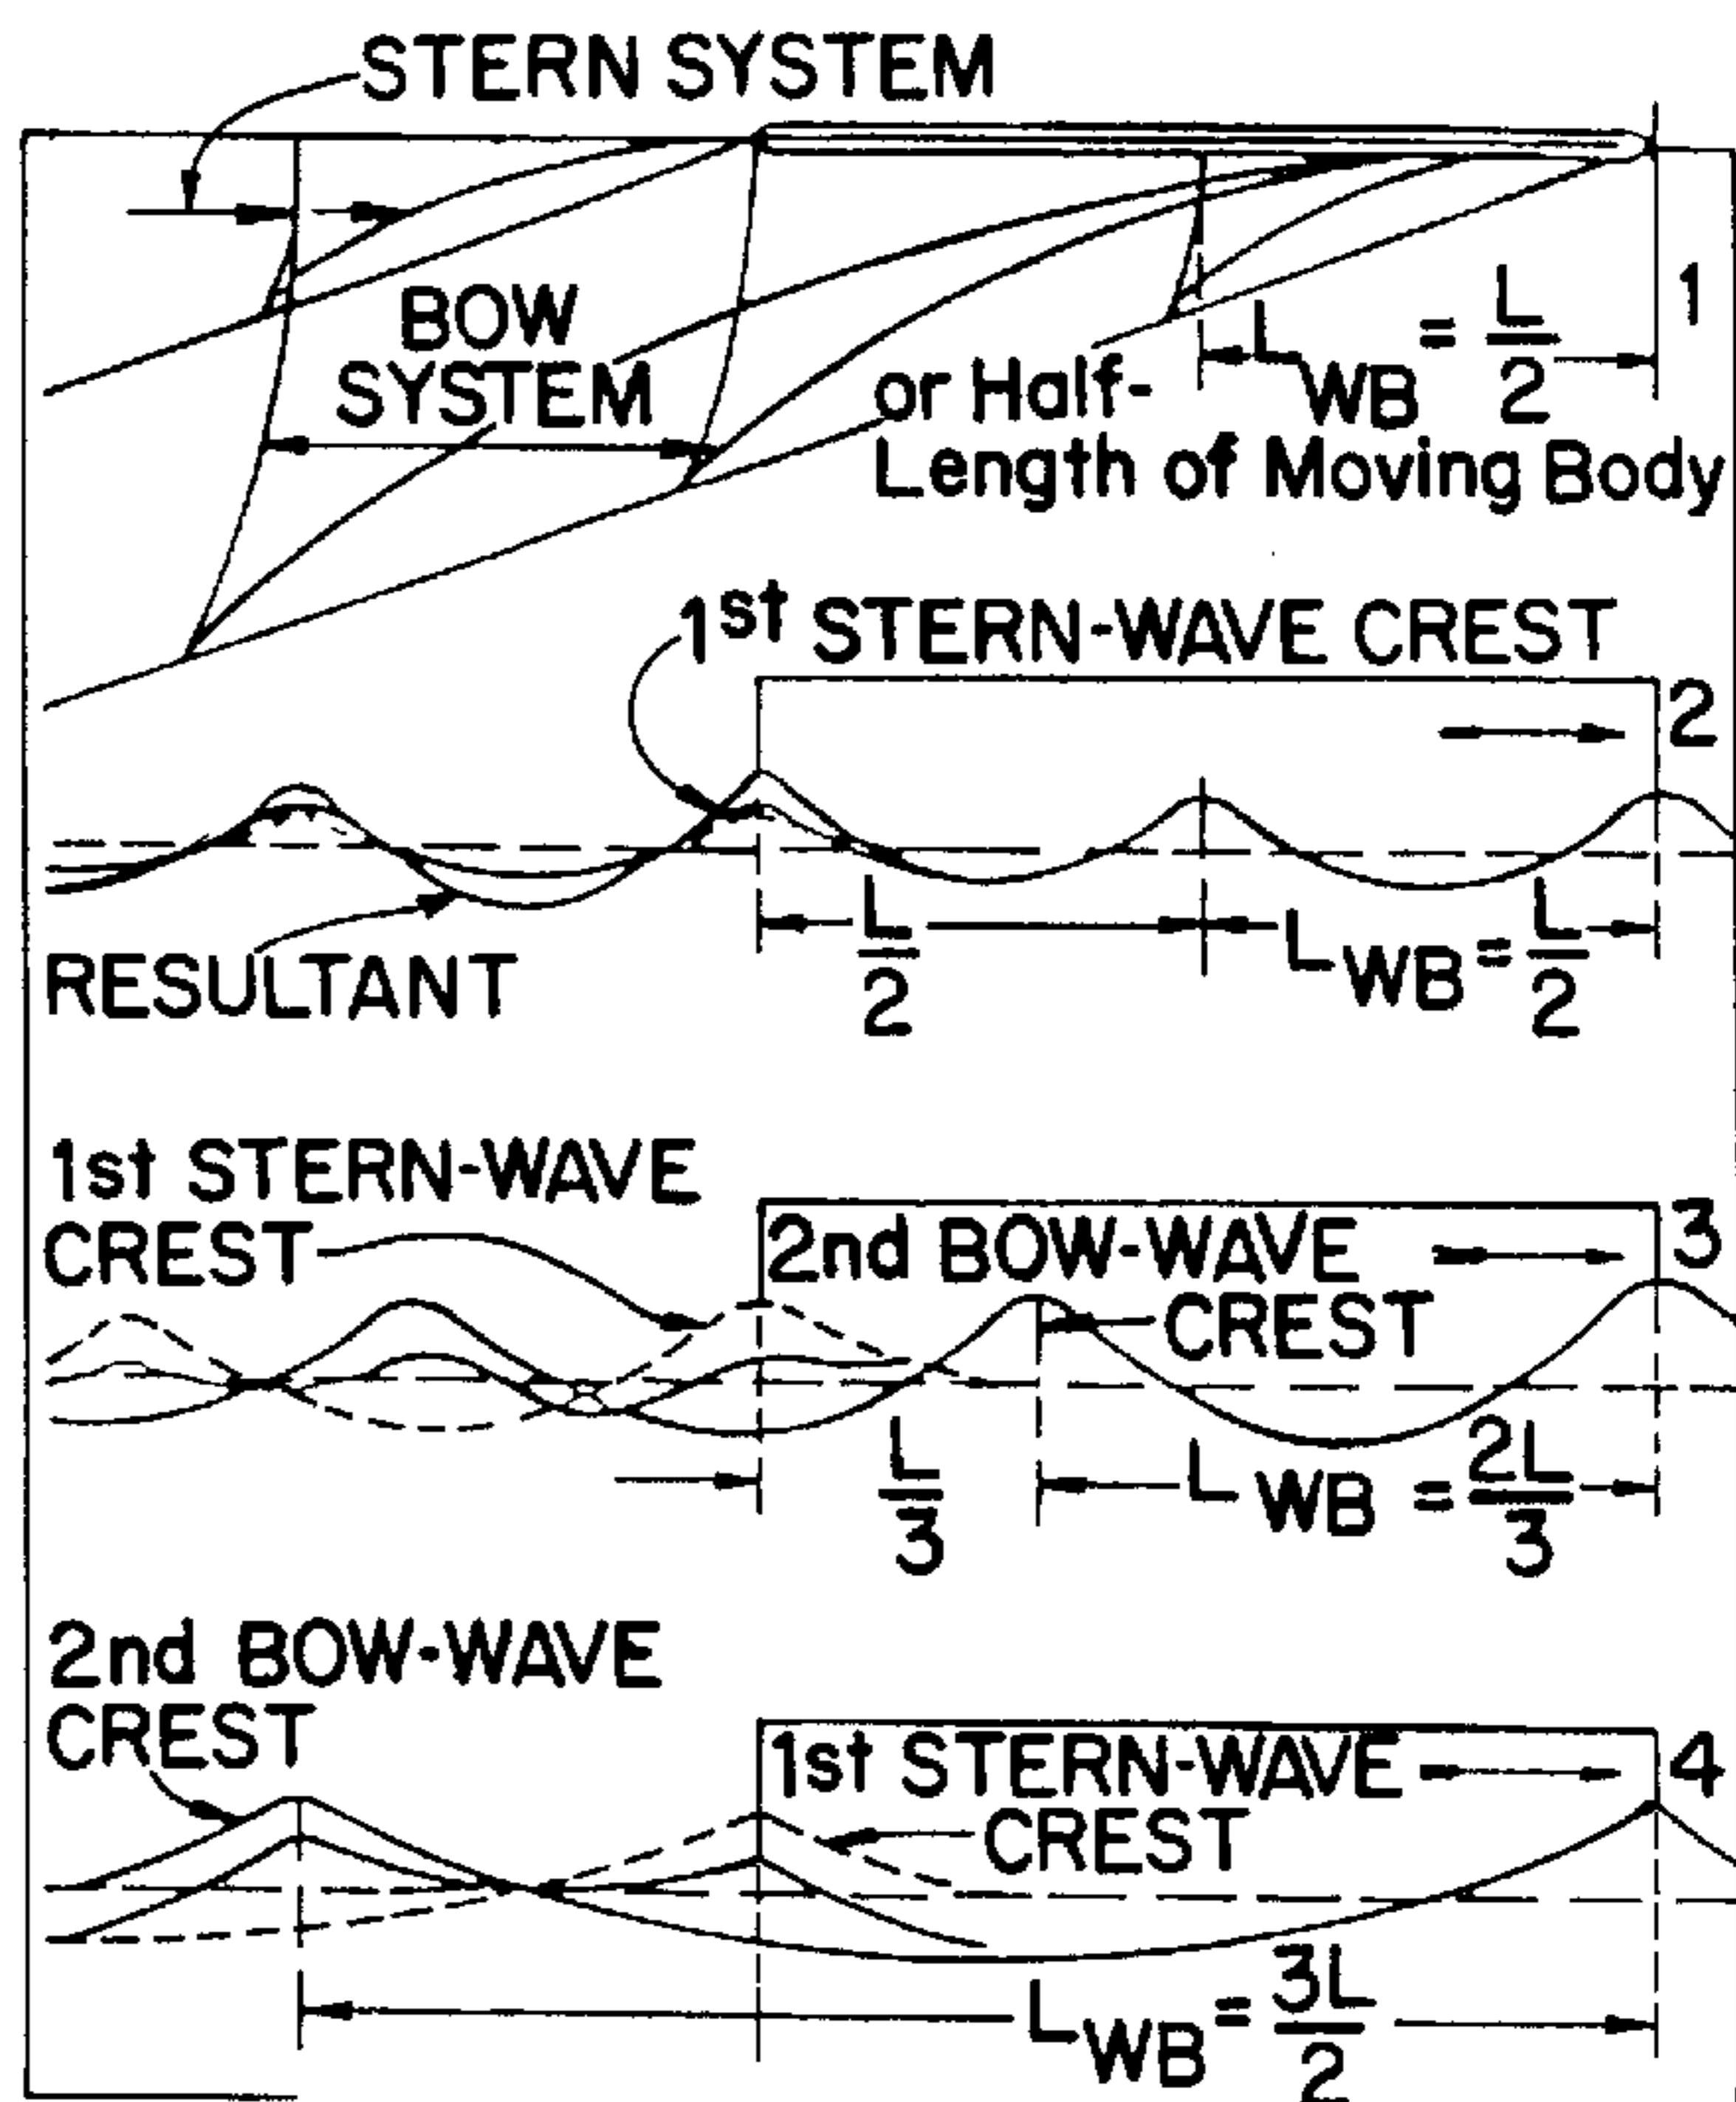 STERN SYSTEM
BOW
SYSTEM
L WB = L/2
1
or Half-
Length of Moving Body
1st STERN-WAVE CREST
2
L/2
L WB = L/2
RESULTANT
1st STERN-WAVE
CREST
3
2nd BOW-WAVE
CREST
L/3
L WB = 2L/3
2nd BOW-WAVE
CREST
1st STERN-WAVE
CREST
4
L WB = 3L/2